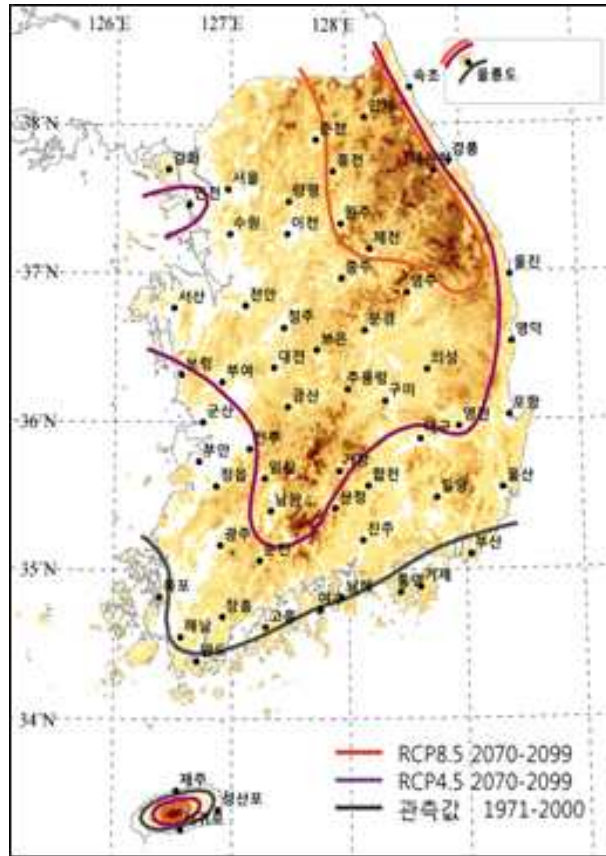 126°E 127°E 128°E
속초 울릉도
인제
38°N 춘천
강화 홍천 강릉
서울 양평
인천 원주
수원 이천 제천
37°N 충주 영주 울진
서산 천안
청주 문경 영덕
보은
대전 의성
보령 부여 추풍령
금산 구미
36°N 군산 대구 영천 포항
전주
부안 임실 거창
정읍 합천 밀양 울산
남원 산청
광주 진주 부산
35°N 순천
목포 여수 남해 통영 거제
장흥 고흥
해남
완도
34°N
RCP8.5 2070-2099
제주 RCP4.5 2070-2099
성산포 관측값 1971-2000
서귀포